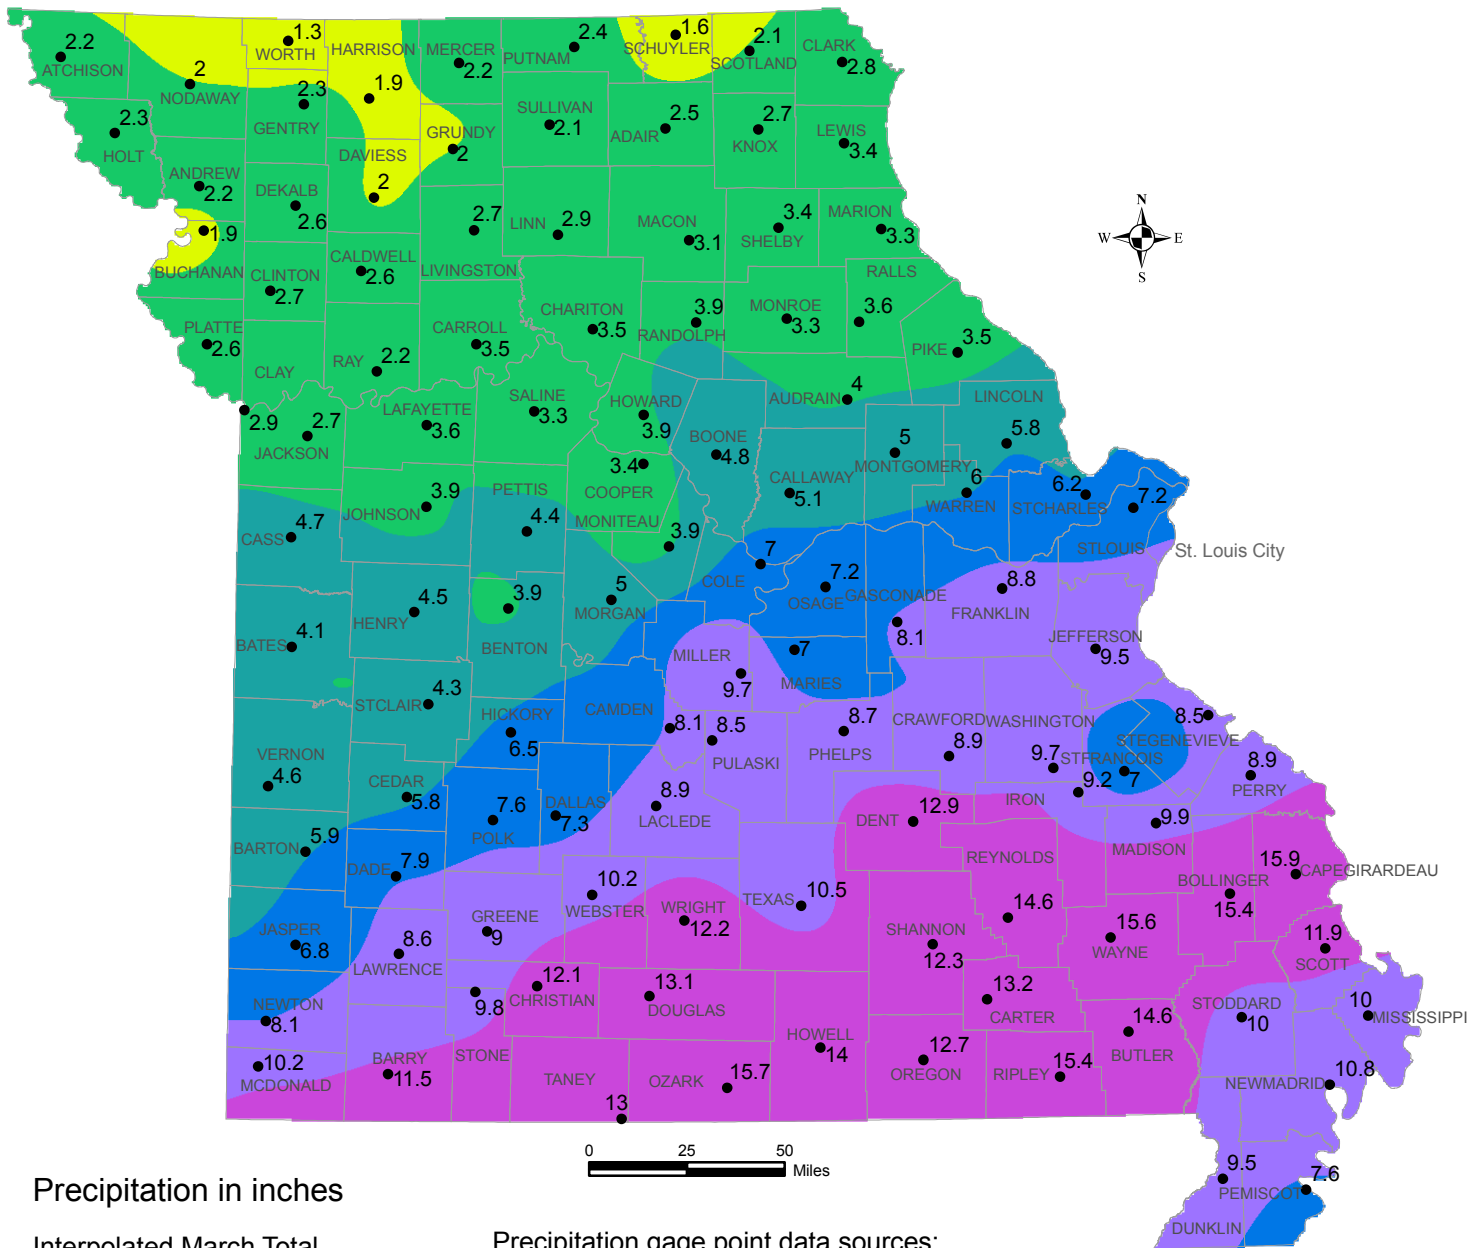 2.2
ATCHISON
2
NODAWAY
1.3
WORTH
HARRISON
1.9
MERCER
2.2
2.4
PUTNAM
1.6
SCHUYLER
2.1
SCOTLAND
CLARK
2.8
2.3
HOLT
2.3
GENTRY
GRUNDY
2
SULLIVAN
2.1
2.5
ADAIR
2.7
KNOX
LEWIS
3.4
ANDREW
2.2
DEKALB
2.6
DAVIESS
2
2.7
LIVINGSTON
LINN
2.9
MACON
3.1
3.4
SHELBY
MARION
3.3
1.9
BUCHANAN
CLINTON
2.7
CALDWELL
2.6
RALLS
3.6
PLATTE
2.6
CLAY
RAY
2.2
CARROLL
3.5
CHARITON
3.5
3.9
RANDOLPH
MONROE
3.3
PIKE
3.5
2.9
2.7
JACKSON
LAFAYETTE
3.6
SALINE
3.3
HOWARD
3.9
BOONE
4.8
AUDRAIN
4
LINCOLN
5.8
3.4
COOPER
CALLAWAY
5.1
5
MONTGOMERY
6
WARREN
6.2
STCHARLES
7.2
STLOUIS
St. Louis City
4.7
CASS
3.9
JOHNSON
PETTIS
4.4
MONITEAU
3.9
COLE
7
7.2
OSAGE
GASCONADE
8.1
8.8
FRANKLIN
JEFFERSON
9.5
4.1
BATES
4.5
HENRY
3.9
BENTON
5
MORGAN
MILLER
9.7
7
MARIES
4.3
STCLAIR
HICKORY
6.5
CAMDEN
8.1
8.5
PULASKI
8.7
PHELPS
CRAWFORD
8.9
WASHINGTON
9.7
STFRANCOIS
7
8.5
STEGENEVIEVE
8.9
PERRY
VERNON
4.6
CEDAR
5.8
7.6
POLK
DALLAS
7.3
8.9
LACLEDE
DENT
12.9
IRON
9.2
9.9
MADISON
5.9
BARTON
DADE
7.9
10.2
WEBSTER
WRIGHT
12.2
TEXAS
10.5
REYNOLDS
14.6
BOLLINGER
15.4
15.9
CAPEGIRARDEAU
JASPER
6.8
8.6
LAWRENCE
GREENE
9
SHANNON
12.3
15.6
WAYNE
11.9
SCOTT
NEWTON
8.1
9.8
12.1
CHRISTIAN
13.1
DOUGLAS
HOWELL
14
13.2
CARTER
14.6
BUTLER
STODDARD
10
10
MISSISSIPPI
10.2
MCDONALD
BARRY
11.5
STONE
TANEY
13
OZARK
15.7
12.7
OREGON
RIPLEY
15.4
10.8
NEWMADRID
9.5
7.6
PEMISCOT
DUNKLIN
N
W
E
S
0
25
50
Miles
Precipitation in inches
Interpolated March Total
Precipitation gage point data sources: